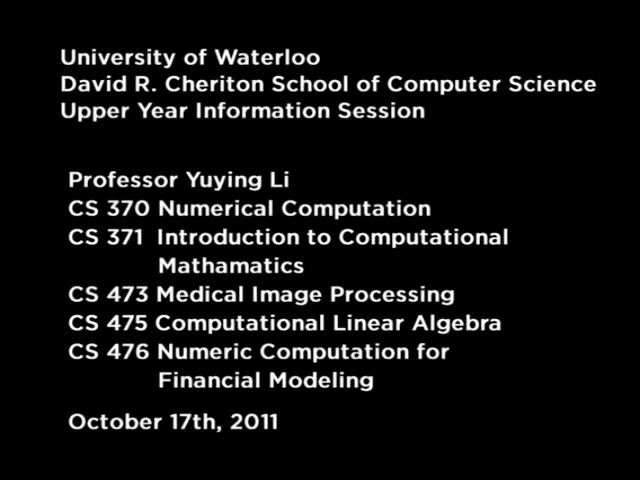 University of Waterloo
David R. Cheriton School of Computer Science
Upper Year Information Session
Professor Yuying Li
CS 370 Numerical Computation
CS 371 Introduction to Computational
Mathamatics
CS 473 Medical Image Processing
CS 475 Computational Linear Algebra
CS 476 Numeric Computation for
Financial Modeling
October 17th, 2011